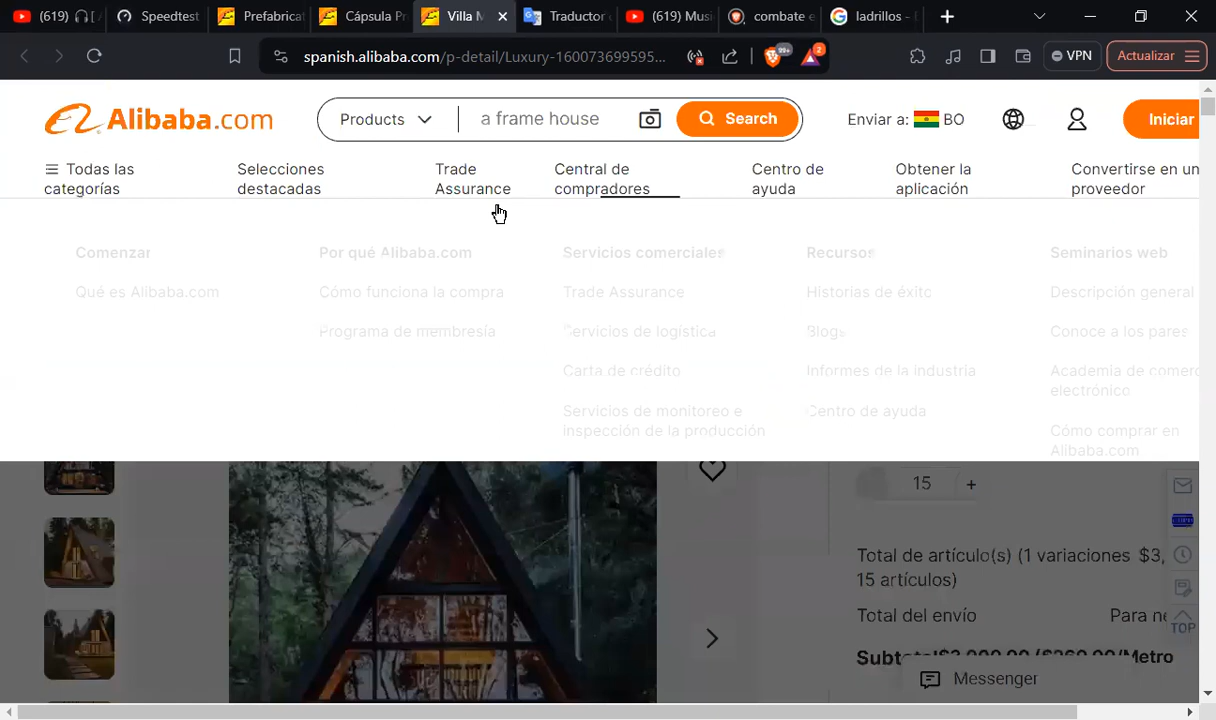 (619)
Speedtest
Prefabricat
Cápsula Pr
Villa M
Traductor
(619) Musi
combate e
ladrillos -
spanish.alibaba.com/p-detail/Luxury-160073699595...
99+
2
VPN
Actualizar
Alibaba.com
Products
a frame house
Search
Enviar a:
BO
Iniciar
Todas las
categorías
Selecciones
destacadas
Trade
Assurance
Central de
compradores
Centro de
ayuda
Obtener la
aplicación
Convertirse en un
proveedor
Comenzar
Por qué Alibaba.com
Servicios comerciales
Recursos
Seminarios web
Qué es Alibaba.com
Cómo funciona la compra
Trade Assurance
Historias de éxito
Descripción general
Programa de membresía
Servicios de logística
Blogs
Conoce a los pares
Carta de crédito
Informes de la industria
Academia de comerc
electrónico
Servicios de monitoreo e
inspección de la producción
Centro de ayuda
Cómo comprar en
Alibaba.com
15
+
Total de artículo(s) (1 variaciones
$3,
15 artículos)
Total del envío
Para ne
TOP
Messenger